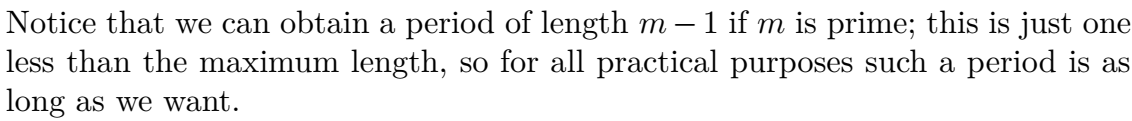 Notice that we can obtain a period of length m − 1 if m is prime; this is just one
less than the maximum length, so for all practical purposes such a period is as
long as we want.